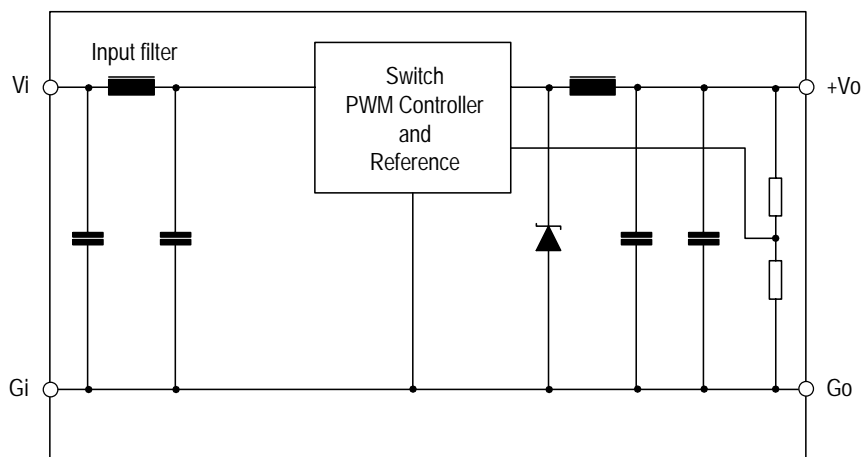 Input filter
Vi
Switch
PWM Controller
and
Reference
+Vo
Gi
Go